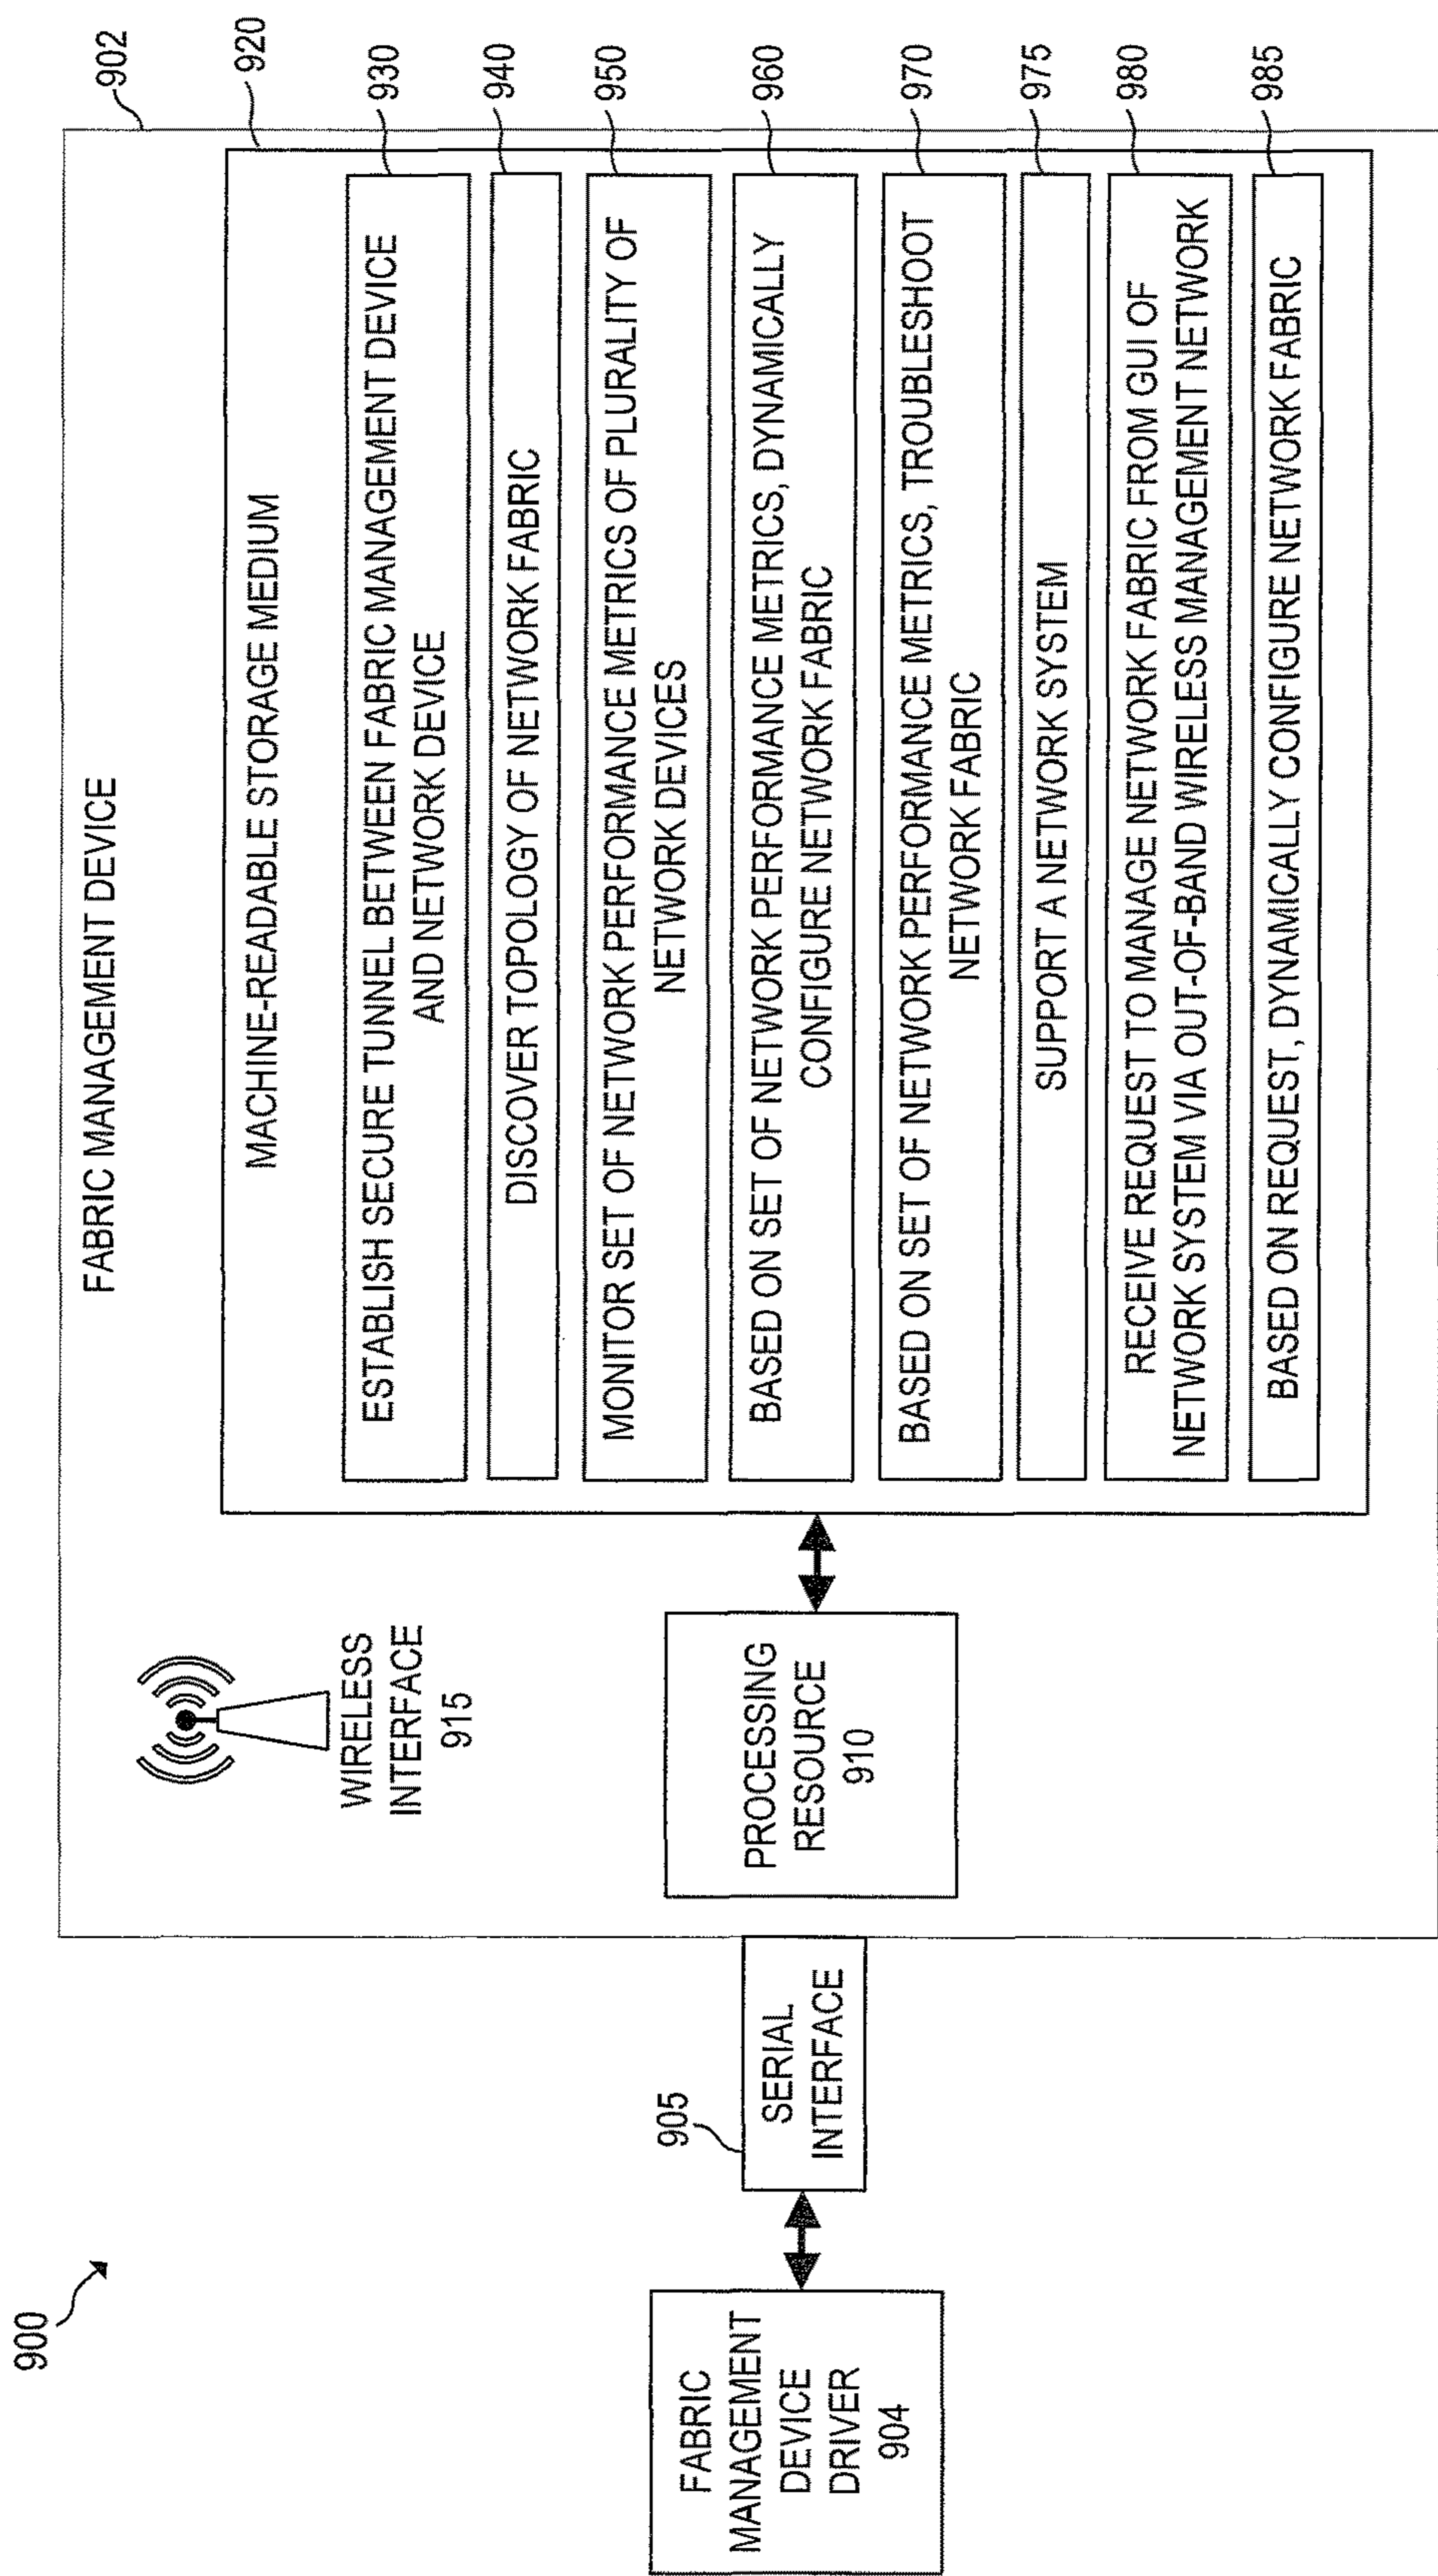 900
FABRIC
MANAGEMENT
DEVICE
DRIVER
904
905
SERIAL
INTERFACE
FABRIC MANAGEMENT DEVICE
902
WIRELESS
INTERFACE
915
PROCESSING
RESOURCE
910
MACHINE-READABLE STORAGE MEDIUM
920
ESTABLISH SECURE TUNNEL BETWEEN FABRIC MANAGEMENT DEVICE
AND NETWORK DEVICE
930
DISCOVER TOPOLOGY OF NETWORK FABRIC
940
MONITOR SET OF NETWORK PERFORMANCE METRICS OF PLURALITY OF
NETWORK DEVICES
950
BASED ON SET OF NETWORK PERFORMANCE METRICS, DYNAMICALLY
CONFIGURE NETWORK FABRIC
960
BASED ON SET OF NETWORK PERFORMANCE METRICS, TROUBLESHOOT
NETWORK FABRIC
970
SUPPORT A NETWORK SYSTEM
975
RECEIVE REQUEST TO MANAGE NETWORK FABRIC FROM GUI OF
NETWORK SYSTEM VIA OUT-OF-BAND WIRELESS MANAGEMENT NETWORK
980
BASED ON REQUEST, DYNAMICALLY CONFIGURE NETWORK FABRIC
985